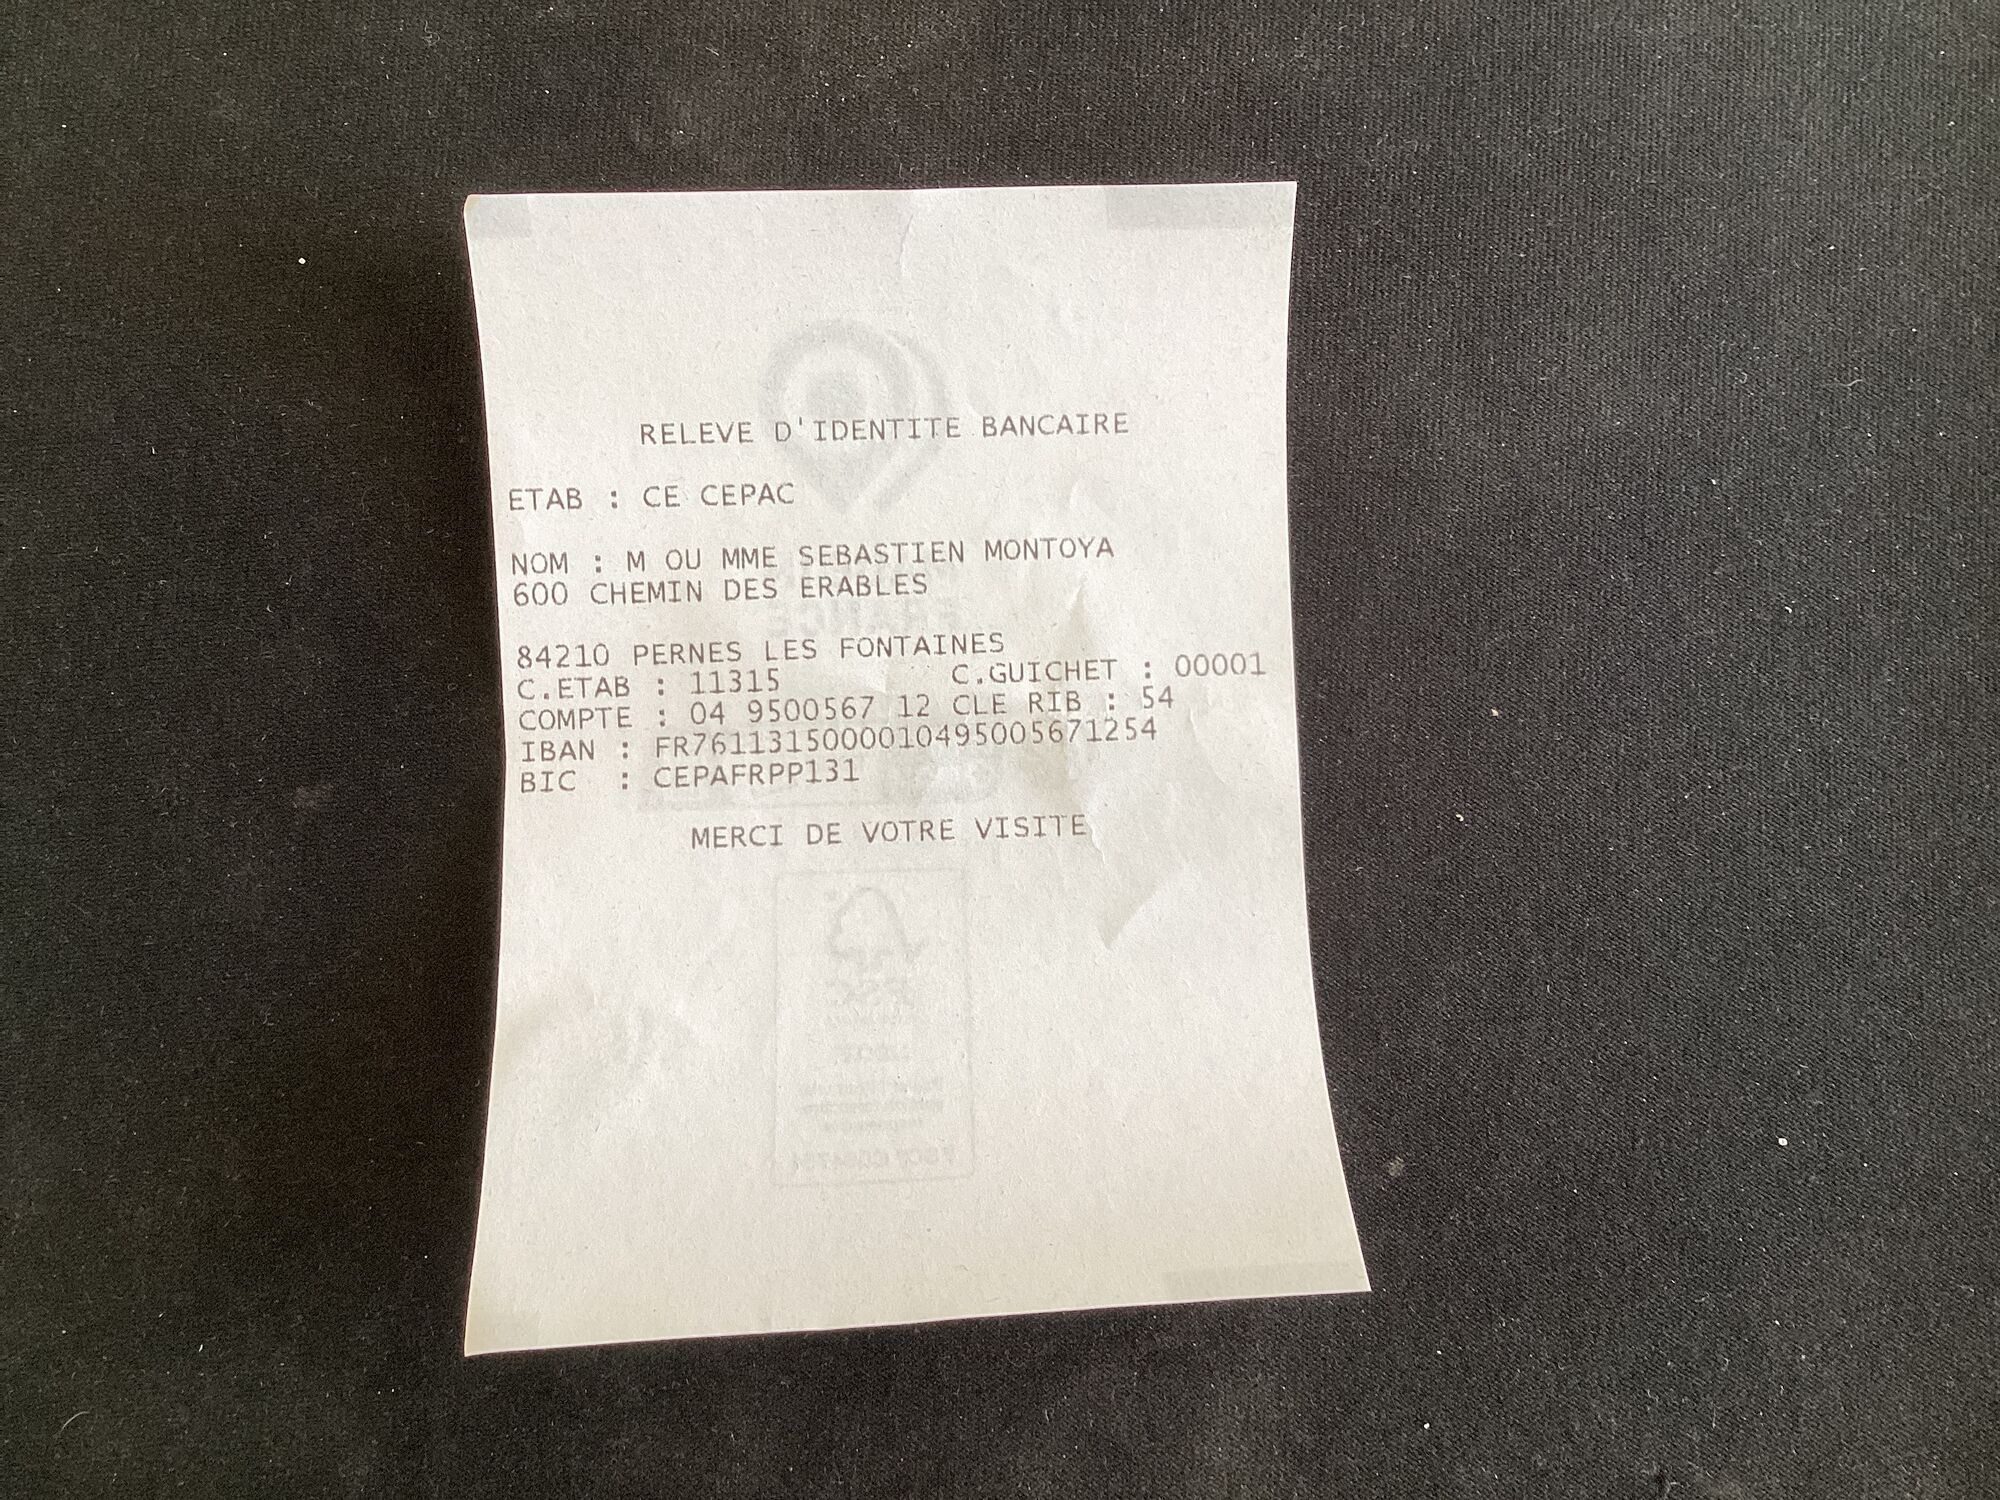 RELEVE D'IDENTITE BANCAIRE
ETAB : CE CEPAC
NOM : M OU MME SEBASTIEN MONTOYA
600 CHEMIN DES ERABLES
84210 PERNES LES FONTAINES
C.ETAB : 11315 C.GUICHET : 00001
COMPTE : 04 9500567 12 CLE RIB : 54
IBAN : FR7611315000010495005671254
BIC : CEPAFRPP131
MERCI DE VOTRE VISITE